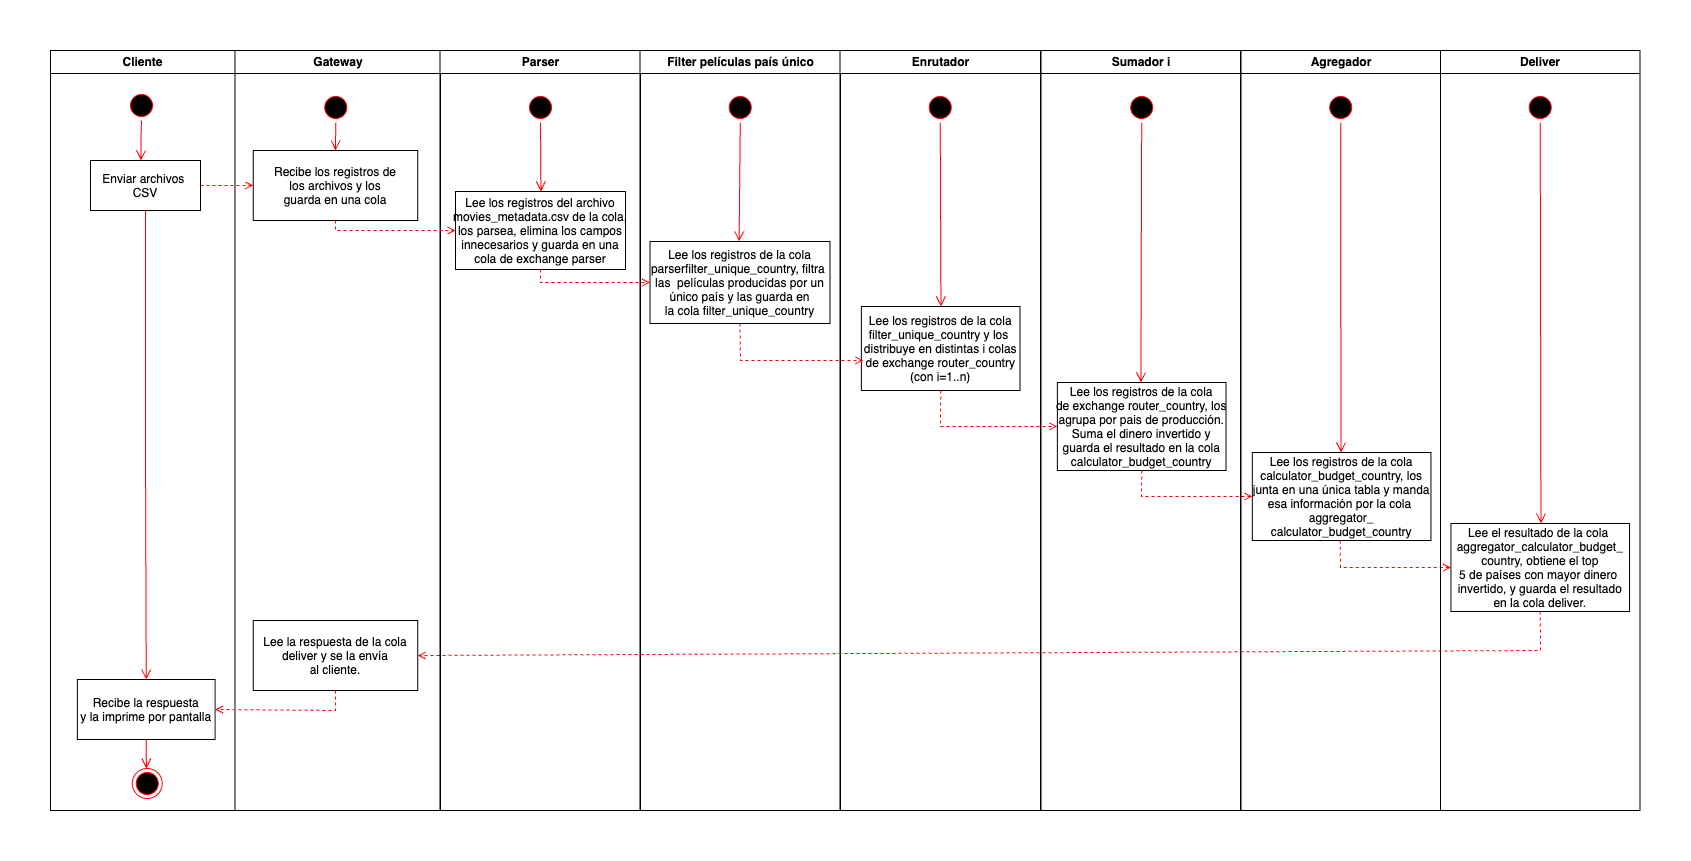 Cliente
Gateway
Parser
Filter películas país único
Enrutador
Sumador i
Agregador
Deliver
Enviar archivos
CSV
Recibe los registros de
los archivos y los
guarda en una cola
Lee los registros del archivo
movies_metadata.csv de la cola,
los parsea, elimina los campos
innecesarios y guarda en una
cola de exchange parser
Lee los registros de la cola
parserfilter_unique_country, filtra
las  películas producidas por un
único país y las guarda en
la cola filter_unique_country
Lee los registros de la cola
filter_unique_country y los
distribuye en distintas i colas
de exchange router_country
(con i=1..n)
Lee los registros de la cola
de exchange router_country, los
agrupa por pais de producción.
Suma el dinero invertido y
guarda el resultado en la cola
calculator_budget_country
Lee los registros de la cola
calculator_budget_country, los
junta en una única tabla y manda
esa información por la cola
aggregator_
calculator_budget_country
Lee el resultado de la cola
aggregator_calculator_budget_
country, obtiene el top
5 de países con mayor dinero
invertido, y guarda el resultado
en la cola deliver.
Lee la respuesta de la cola
deliver y se la envía
al cliente.
Recibe la respuesta
y la imprime por pantalla